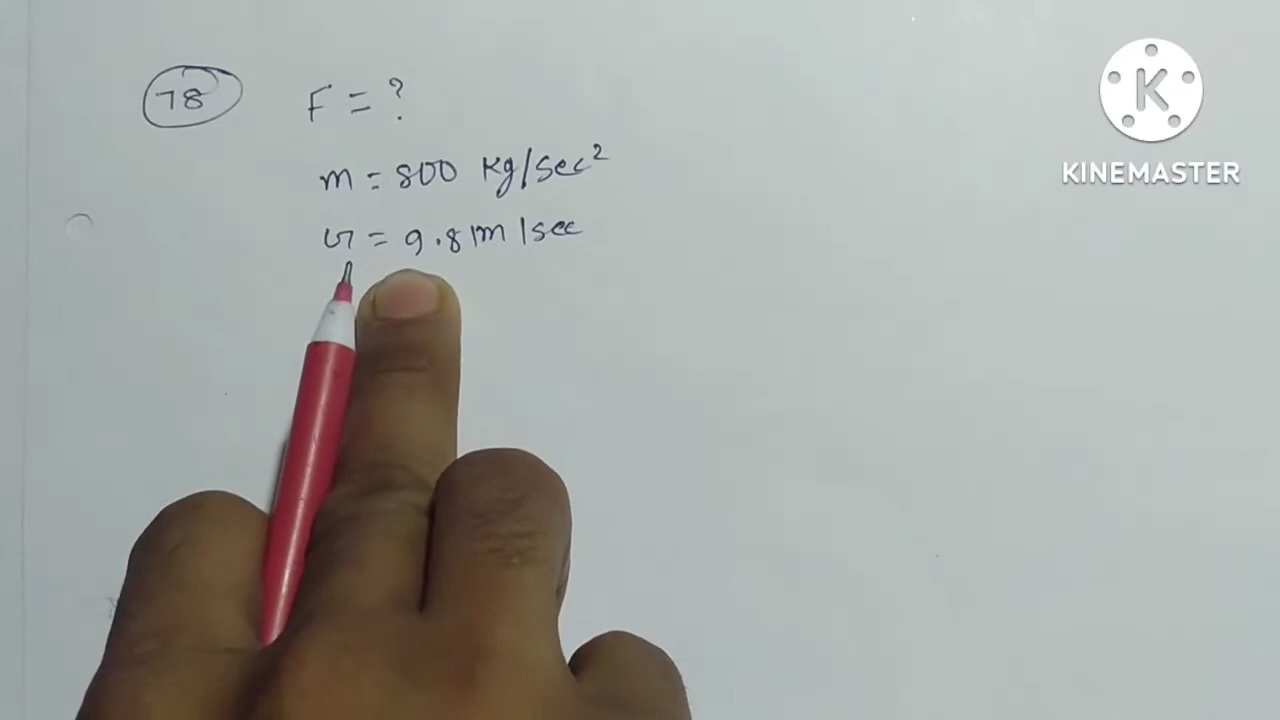 78 F = ?
m = 800 kg/sec²
v = 9.8 m/sec
K
KINEMASTER